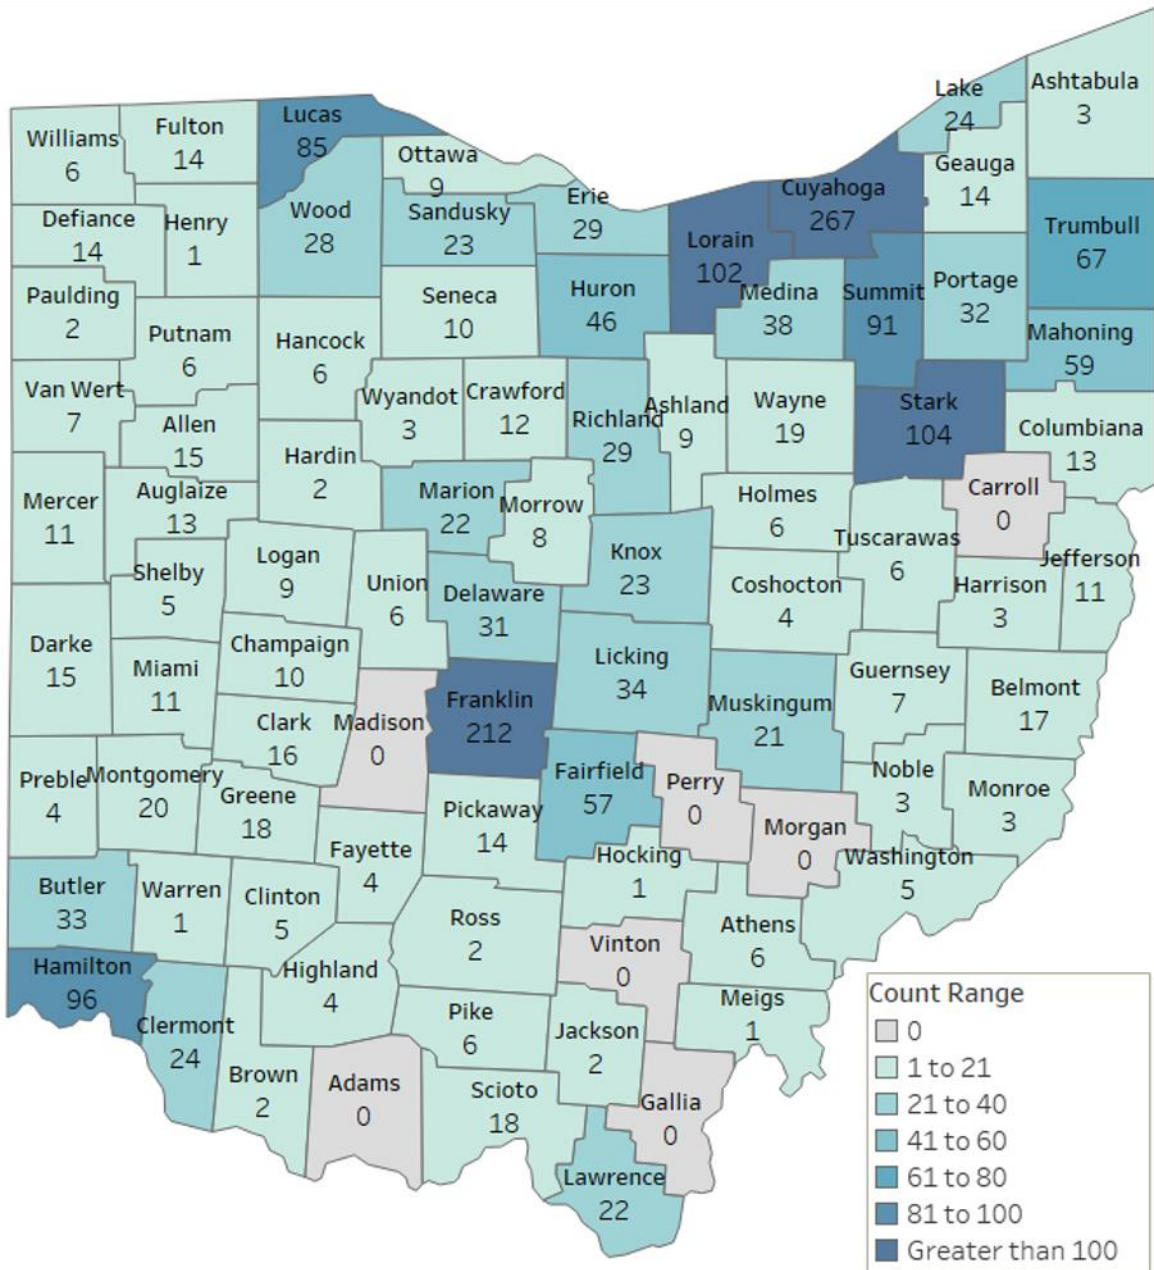 Lake
24
Ashtabula
3
Williams
6
Fulton
14
Lucas
85
Ottawa
9
Geauga
14
Cuyahoga
267
Defiance
14
Henry
1
Wood
28
Sandusky
23
Erie
29
Lorain
102
Trumbull
67
Paulding
2
Seneca
10
Huron
46
Medina
38
Summit
91
Portage
32
Putnam
6
Hancock
6
Mahoning
59
Van Wert
7
Allen
15
Wyandot
3
Crawford
12
Richland
29
Ashland
9
Wayne
19
Stark
104
Columbiana
13
Hardin
2
Mercer
11
Auglaize
13
Marion
22
Morrow
8
Holmes
6
Carroll
0
Tuscarawas
6
Logan
9
Shelby
5
Union
6
Knox
23
Coshocton
4
Harrison
3
Jefferson
11
Delaware
31
Darke
15
Champaign
10
Miami
11
Licking
34
Guernsey
7
Belmont
17
Franklin
212
Muskingum
21
Clark
16
Madison
0
Preble
4
Montgomery
20
Greene
18
Fairfield
57
Perry
0
Noble
3
Monroe
3
Pickaway
14
Morgan
0
Fayette
4
Hocking
1
Washington
5
Butler
33
Warren
1
Clinton
5
Ross
2
Athens
6
Vinton
0
Hamilton
96
Highland
4
Meigs
1
Clermont
24
Pike
6
Jackson
2
Brown
2
Adams
0
Scioto
18
Gallia
0
Lawrence
22
Count Range
0
1 to 21
21 to 40
41 to 60
61 to 80
81 to 100
Greater than 100